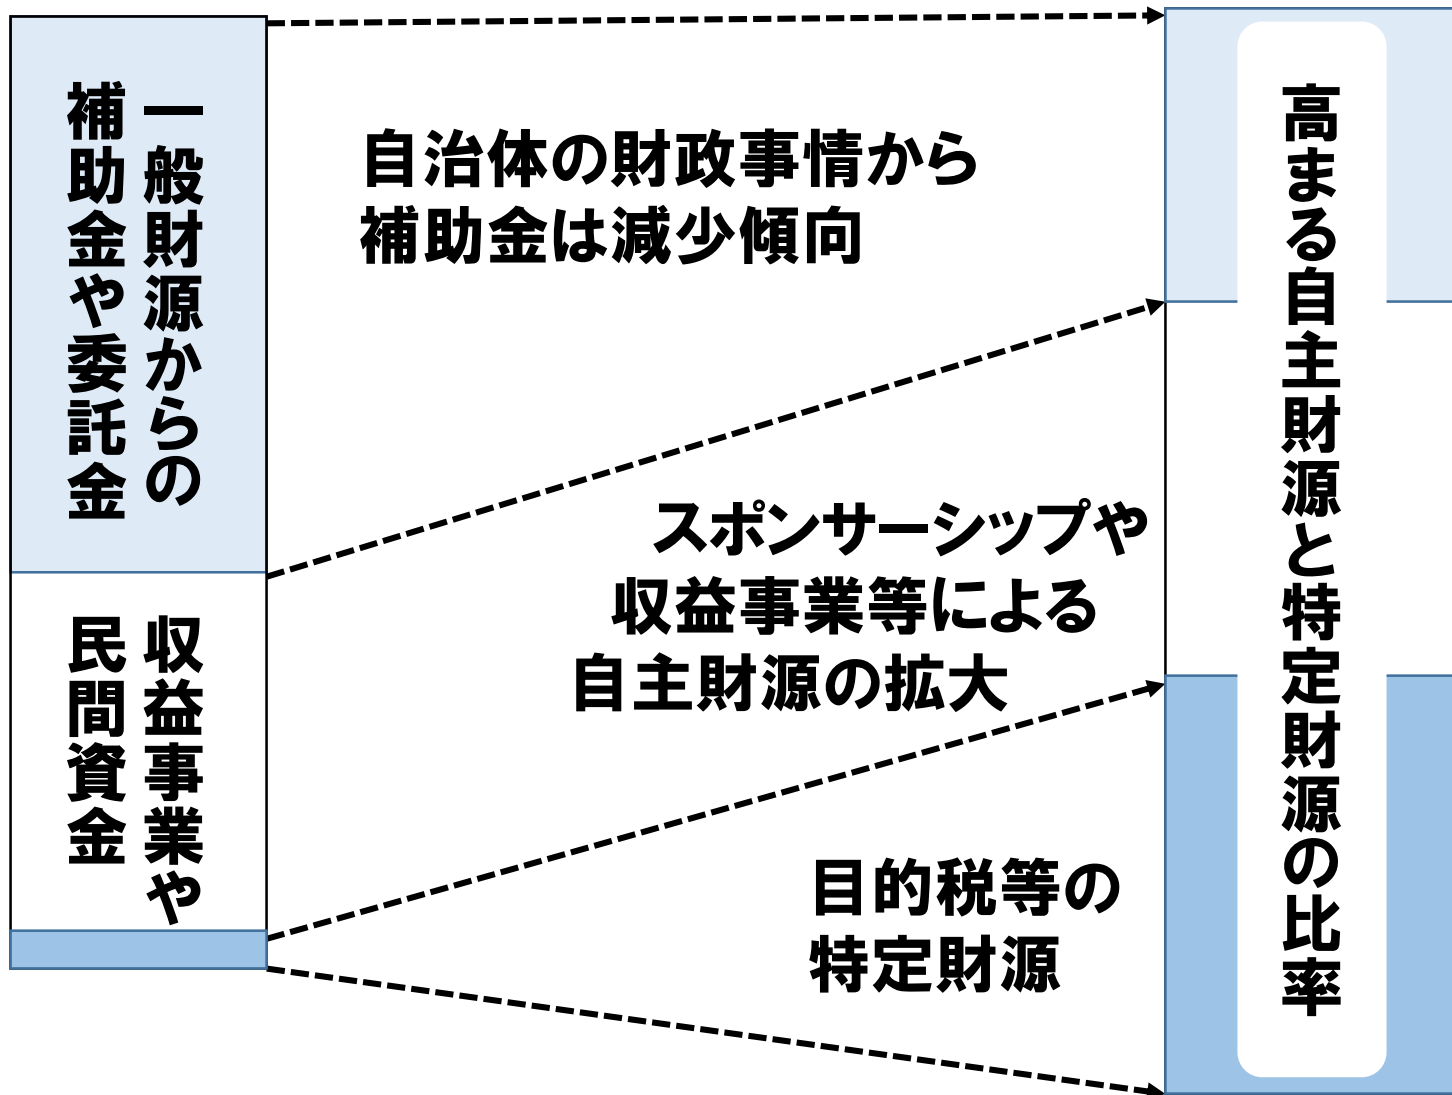 一般財源からの
補助金や委託金
収益事業や
民間資金
自治体の財政事情から
補助金は減少傾向
スポンサーシップや
収益事業等による
自主財源の拡大
目的税等の
特定財源
高まる自主財源と特定財源の比率